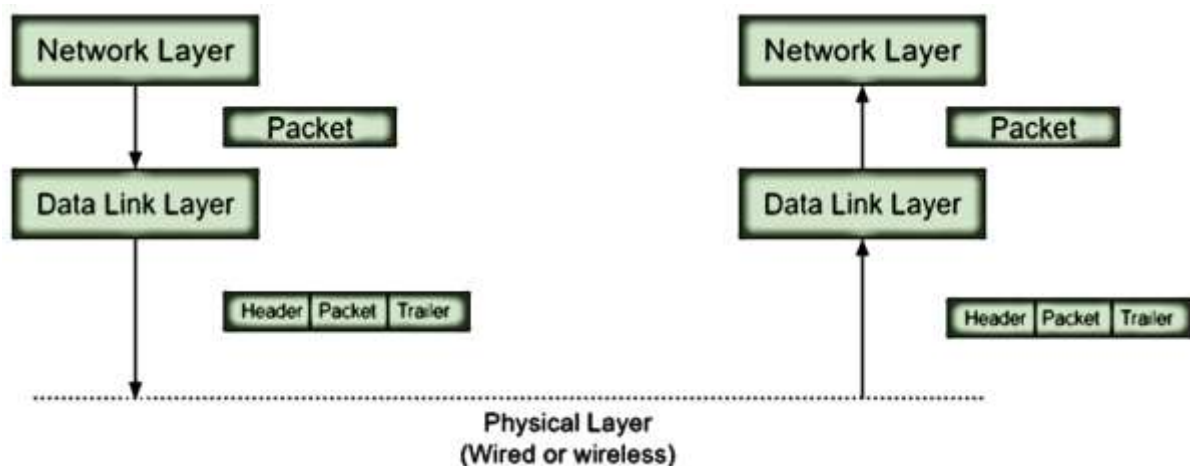 Network Layer
Network Layer
Packet
Packet
Data Link Layer
Data Link Layer
Header Packet Trailer
Header Packet Trailer
Physical Layer
(Wired or wireless)